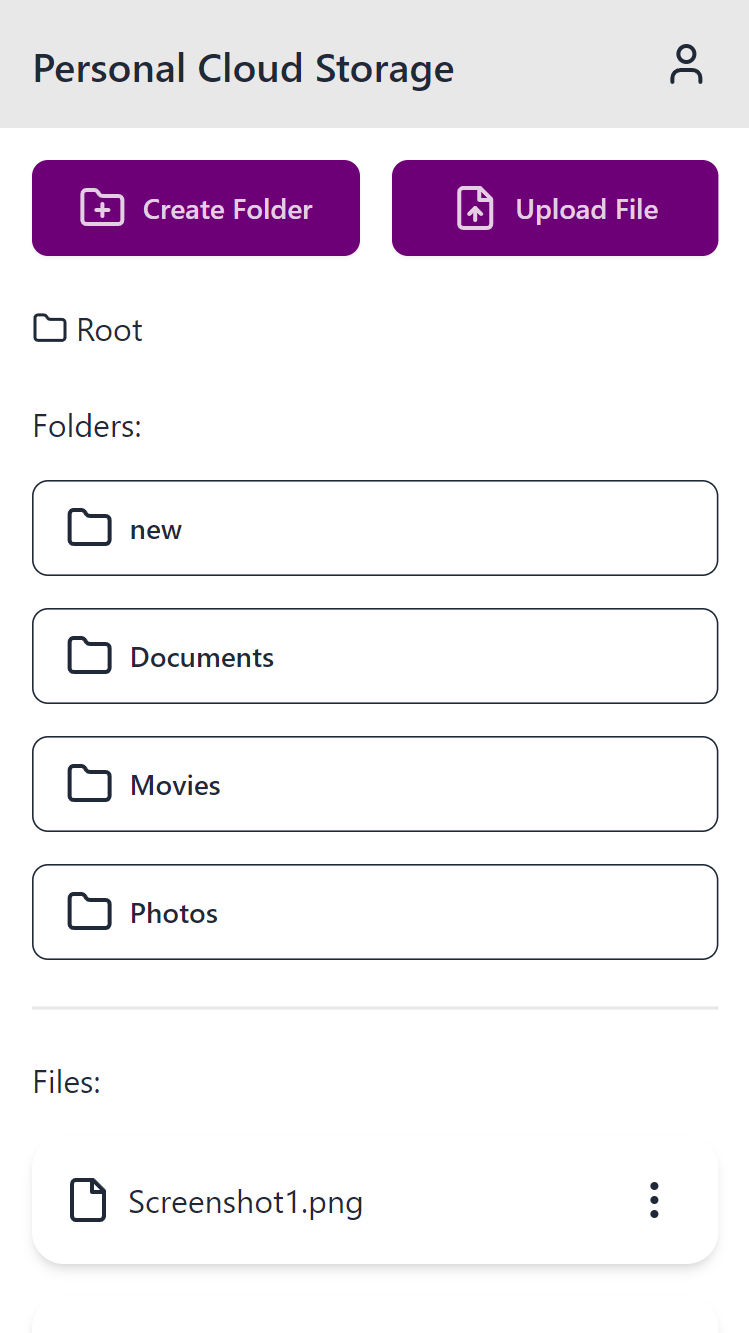 Personal Cloud Storage
Create Folder
Upload File
Root
Folders:
new
Documents
Movies
Photos
Files:
Screenshot1.png